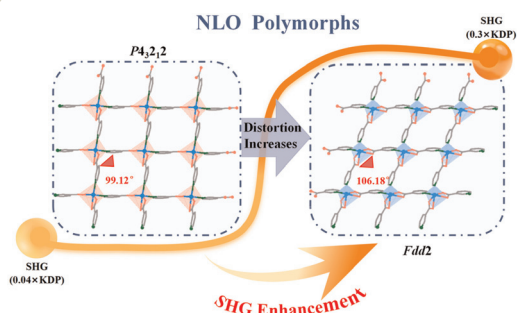 NLO Polymorphs
SHG
(0.3×KDP)
P4₃2₁2
Distortion
Increases
99.12°
106.18°
SHG
(0.04×KDP)
Fdd2
SHG Enhancement